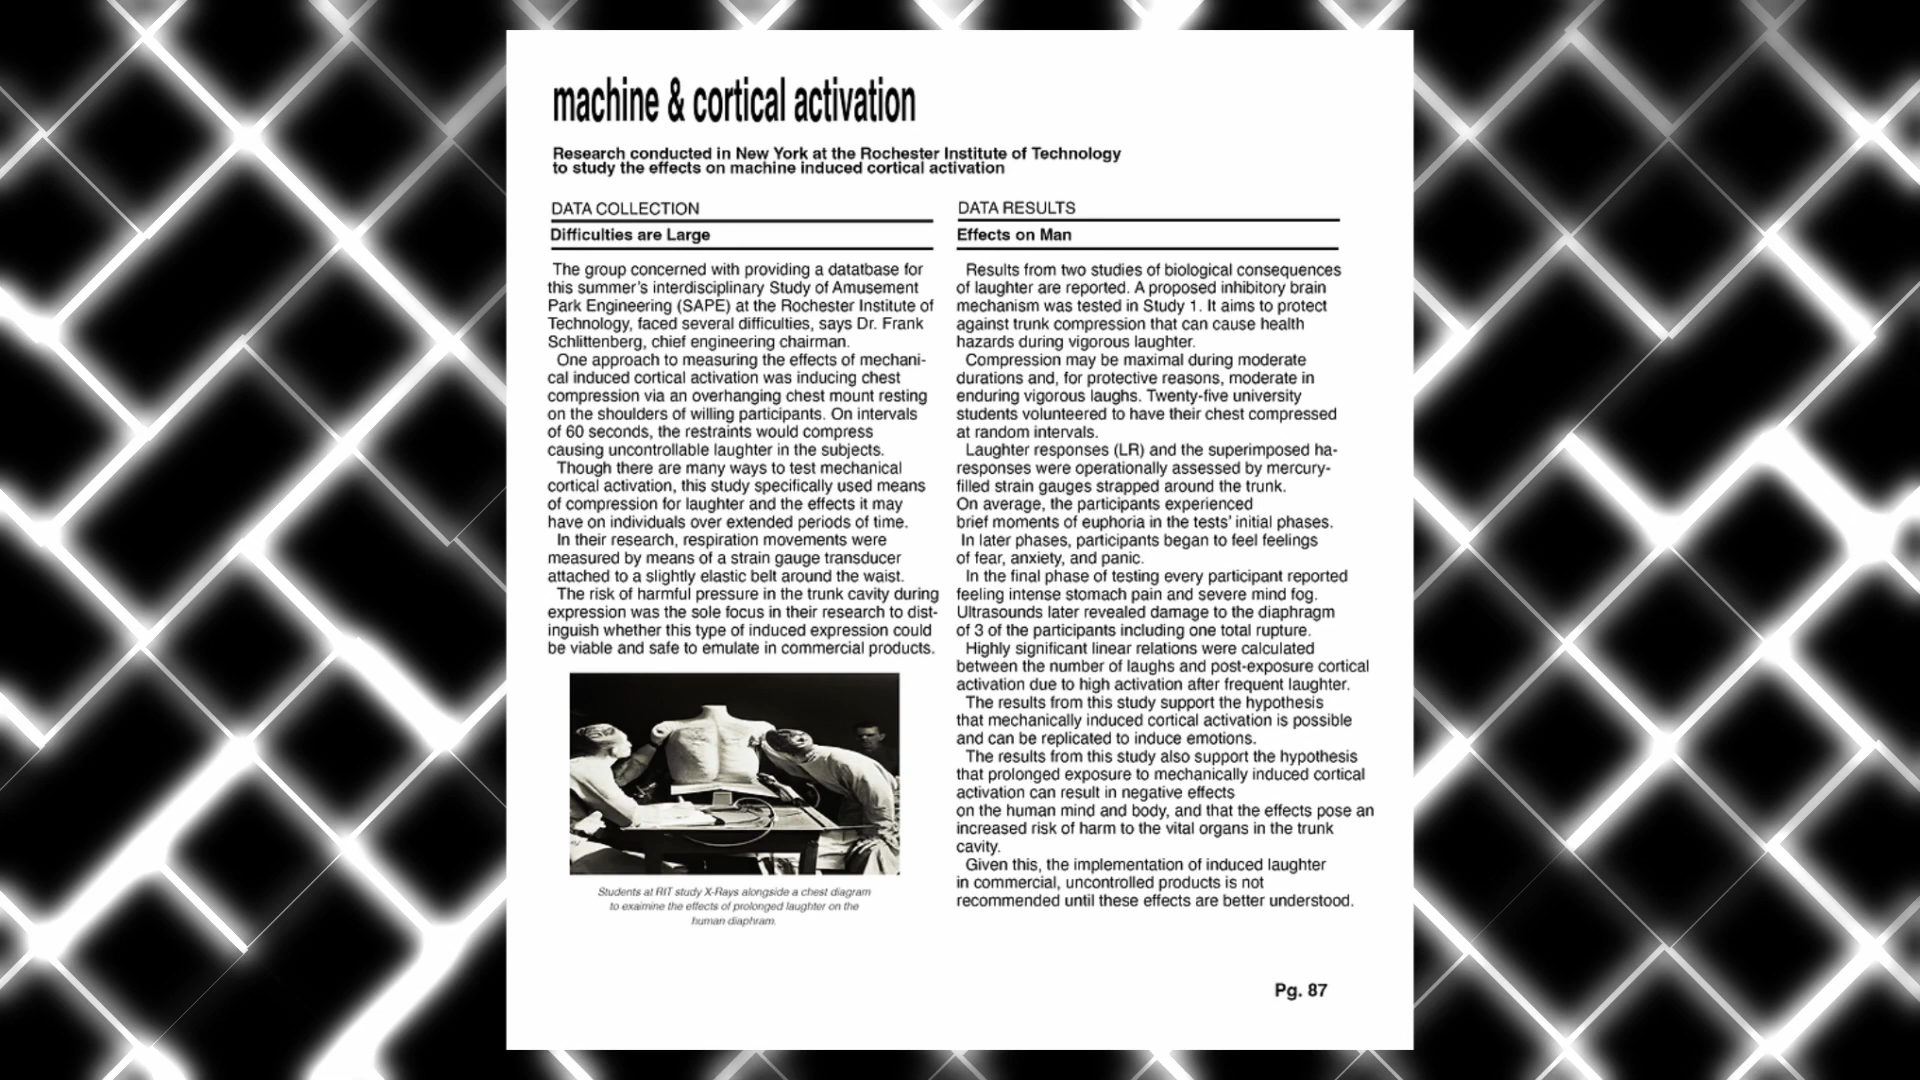 machine & cortical activation
Research conducted in New York at the Rochester Institute of Technology
to study the effects on machine induced cortical activation
DATA COLLECTION
Difficulties are Large
The group concerned with providing a datatbase for
this summer's interdisciplinary Study of Amusement
Park Engineering (SAPE) at the Rochester Institute of
Technology, faced several difficulties, says Dr. Frank
Schlittenberg, chief engineering chairman.
One approach to measuring the effects of mechani-
cal induced cortical activation was inducing chest
compression via an overhanging chest mount resting
on the shoulders of willing participants. On intervals
of 60 seconds, the restraints would compress
causing uncontrollable laughter in the subjects.
Though there are many ways to test mechanical
cortical activation, this study specifically used means
of compression for laughter and the effects it may
have on individuals over extended periods of time.
In their research, respiration movements were
measured by means of a strain gauge transducer
attached to a slightly elastic belt around the waist.
The risk of harmful pressure in the trunk cavity during
expression was the sole focus in their research to dist-
inguish whether this type of induced expression could
be viable and safe to emulate in commercial products.
Students at RIT study X-Rays alongside a chest diagram
to exaimine the effects of prolonged laughter on the
human diaphram.
DATA RESULTS
Effects on Man
Results from two studies of biological consequences
of laughter are reported. A proposed inhibitory brain
mechanism was tested in Study 1. It aims to protect
against trunk compression that can cause health
hazards during vigorous laughter.
Compression may be maximal during moderate
durations and, for protective reasons, moderate in
enduring vigorous laughs. Twenty-five university
students volunteered to have their chest compressed
at random intervals.
Laughter responses (LR) and the superimposed ha-
responses were operationally assessed by mercury-
filled strain gauges strapped around the trunk.
On average, the participants experienced
brief moments of euphoria in the tests' initial phases.
In later phases, participants began to feel feelings
of fear, anxiety, and panic.
In the final phase of testing every participant reported
feeling intense stomach pain and severe mind fog.
Ultrasounds later revealed damage to the diaphragm
of 3 of the participants including one total rupture.
Highly significant linear relations were calculated
between the number of laughs and post-exposure cortical
activation due to high activation after frequent laughter.
The results from this study support the hypothesis
that mechanically induced cortical activation is possible
and can be replicated to induce emotions.
The results from this study also support the hypothesis
that prolonged exposure to mechanically induced cortical
activation can result in negative effects
on the human mind and body, and that the effects pose an
increased risk of harm to the vital organs in the trunk
cavity.
Given this, the implementation of induced laughter
in commercial, uncontrolled products is not
recommended until these effects are better understood.
Pg. 87